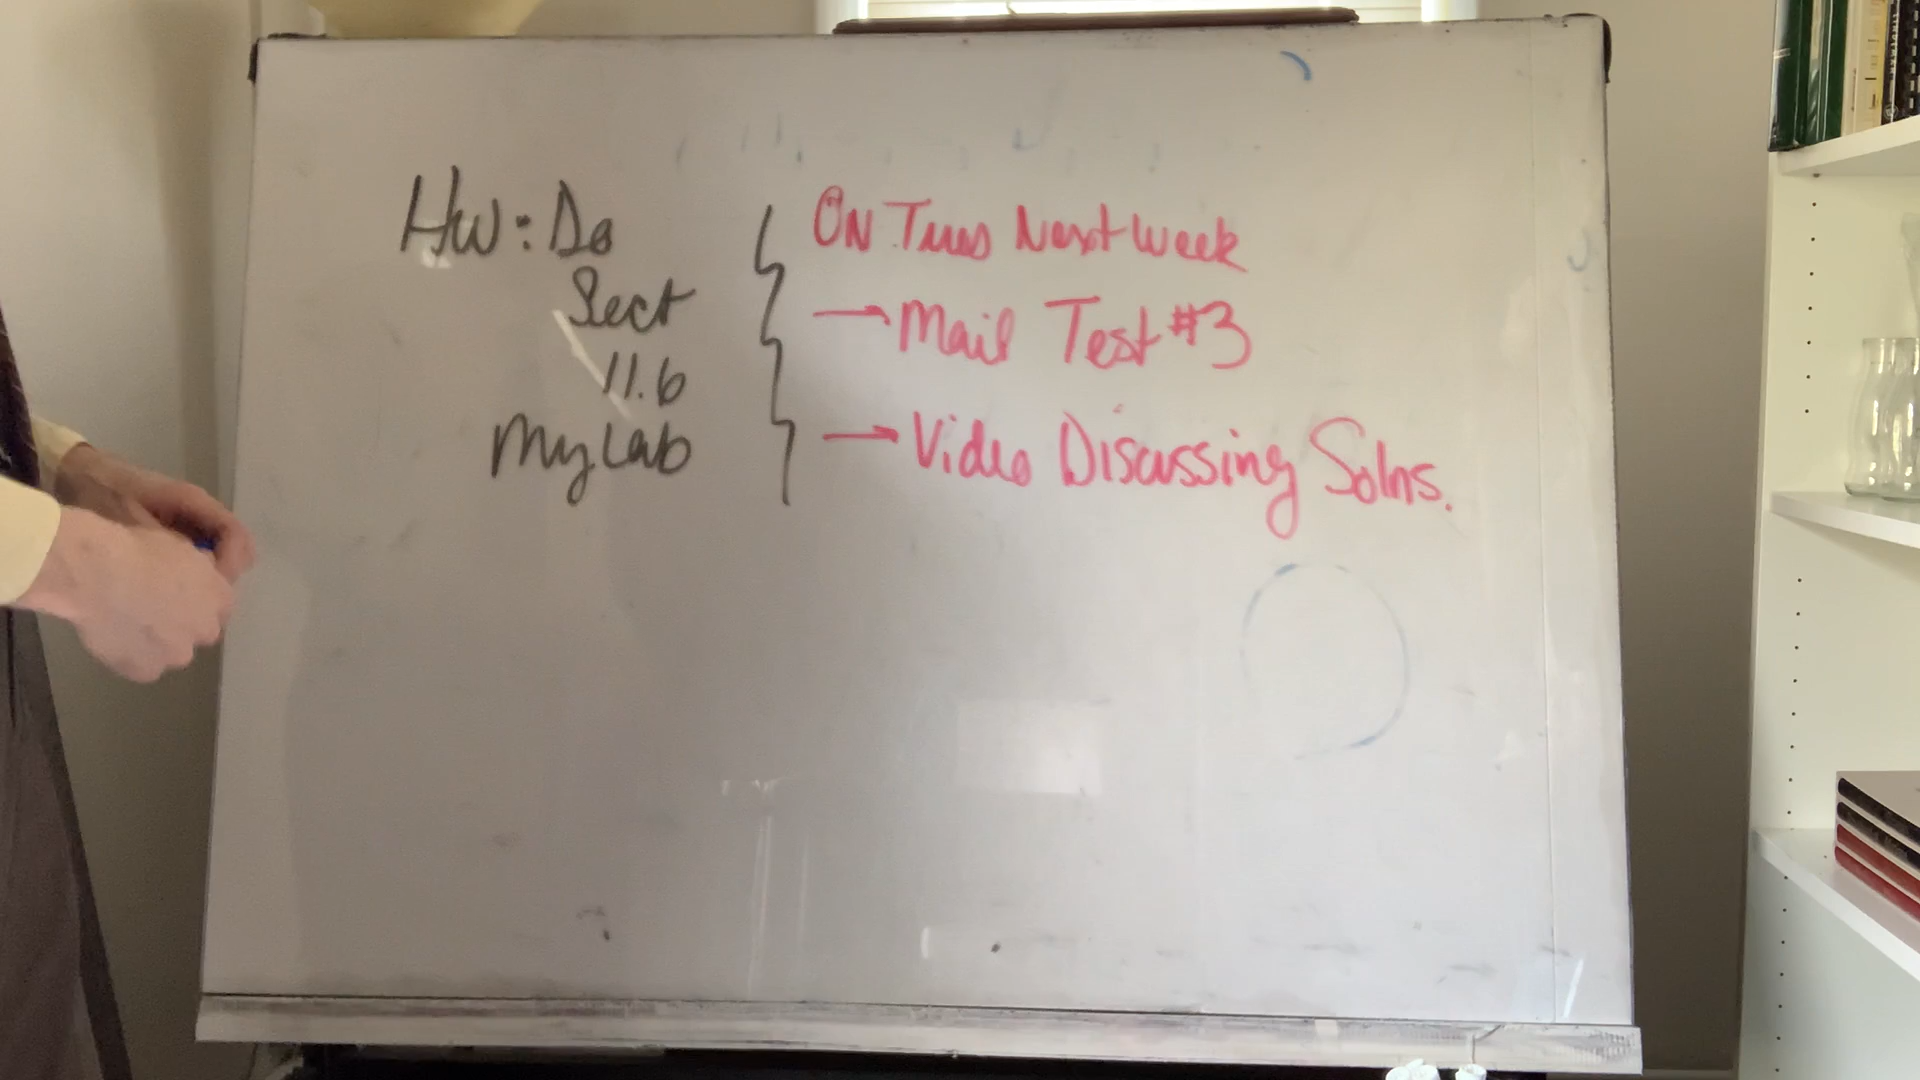 HW: Do
Sect
11.6
MyLab
ON Tues Next Week
→ Mail Test #3
→ Video Discussing Solns.